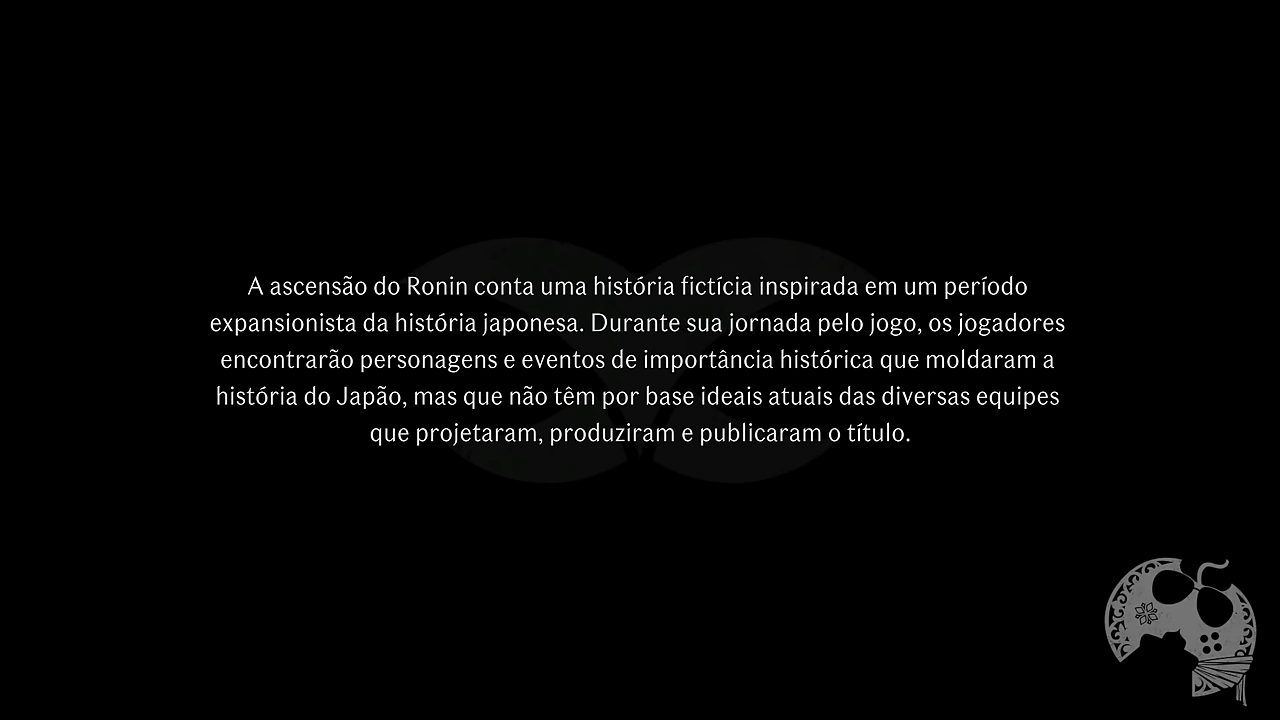 A ascensão do Ronin conta uma história fictícia inspirada em um período
expansionista da história japonesa. Durante sua jornada pelo jogo, os jogadores
encontrarão personagens e eventos de importância histórica que moldaram a
história do Japão, mas que não têm por base ideais atuais das diversas equipes
que projetaram, produziram e publicaram o título.